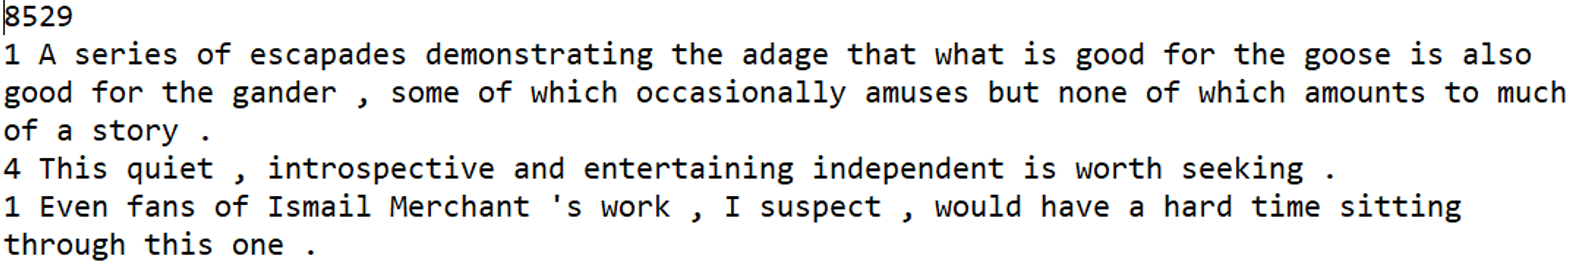 8529
1 A series of escapades demonstrating the adage that what is good for the goose is also
good for the gander , some of which occasionally amuses but none of which amounts to much
of a story .
4 This quiet , introspective and entertaining independent is worth seeking .
1 Even fans of Ismail Merchant 's work , I suspect , would have a hard time sitting
through this one .